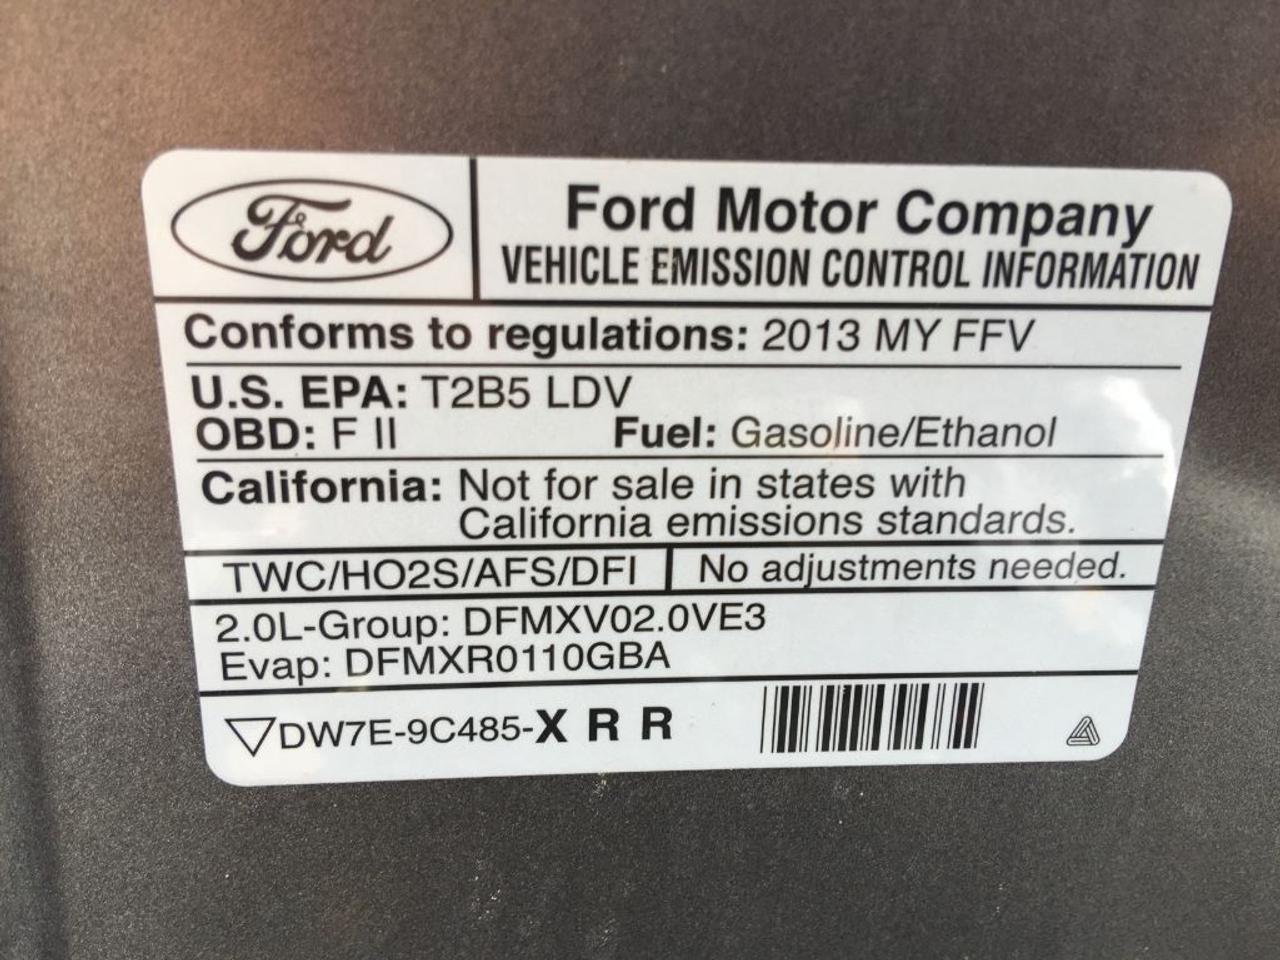 Ford
Ford Motor Company
VEHICLE EMISSION CONTROL INFORMATION
Conforms to regulations: 2013 MY FFV
U.S. EPA: T2B5 LDV
OBD: F II Fuel: Gasoline/Ethanol
California: Not for sale in states with
California emissions standards.
TWC/HO2S/AFS/DFI No adjustments needed.
2.0L-Group: DFMXV02.0VE3
Evap: DFMXR0110GBA
DW7E-9C485-X R R